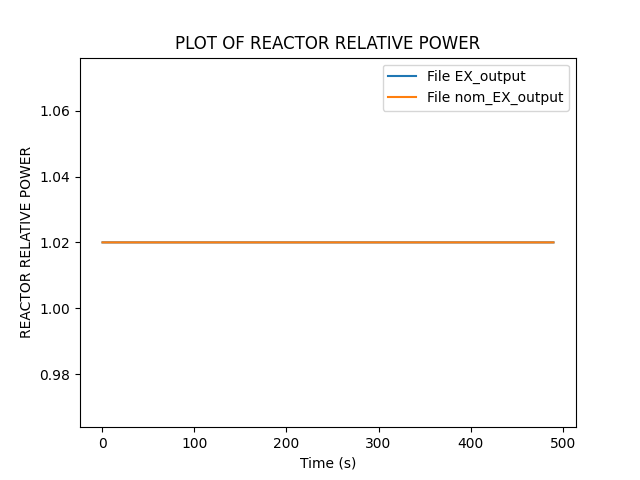 PLOT OF REACTOR RELATIVE POWER
File EX_output
File nom_EX_output
REACTOR RELATIVE POWER
1.06
1.04
1.02
1.00
0.98
0 100 200 300 400 500
Time (s)